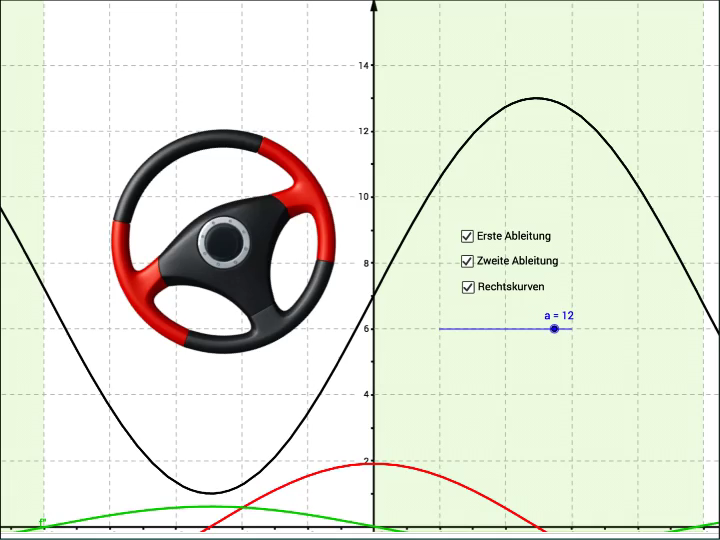 14
12
10
Erste Ableitung
8
Zweite Ableitung
Rechtskurven
a = 12
6
4
2
f''